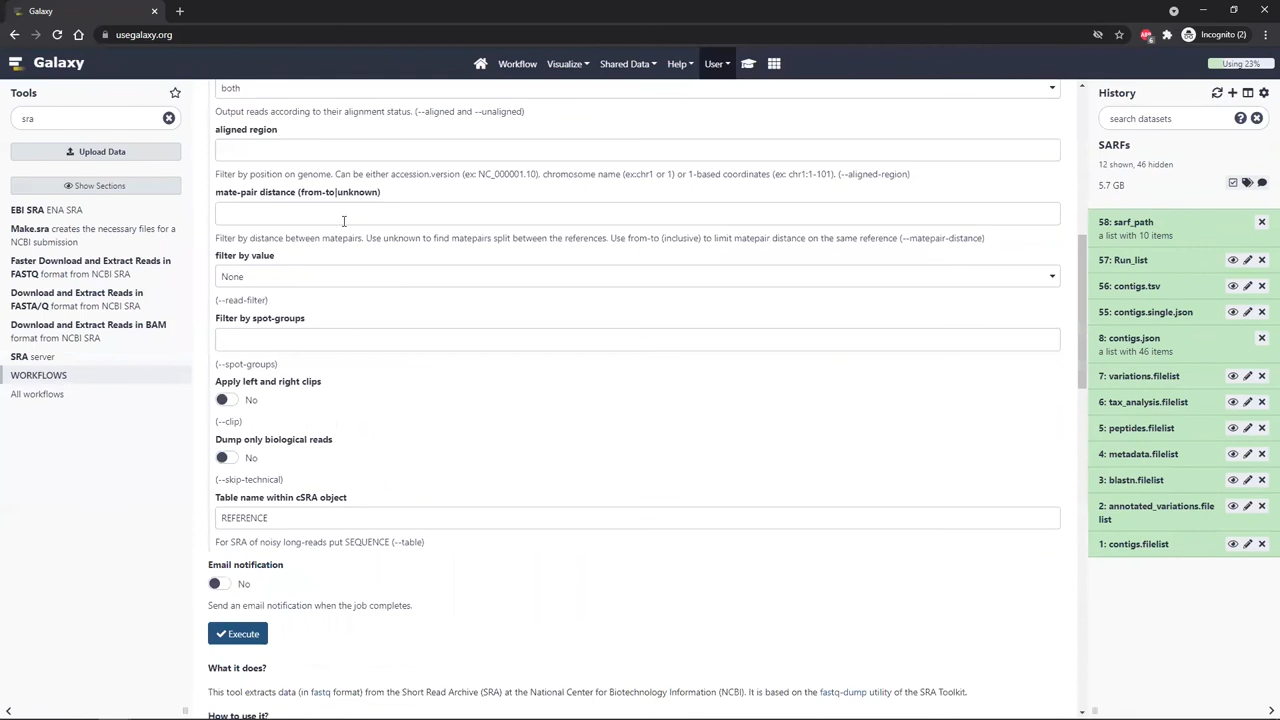 Galaxy
usegalaxy.org
Incognito (2)
Galaxy
Workflow
Visualize
Shared Data
Help
User
Using 23%
Tools
sra
Upload Data
Show Sections
EBI SRA ENA SRA
Make.sra creates the necessary files for a
NCBI submission
Faster Download and Extract Reads in
FASTQ format from NCBI SRA
Download and Extract Reads in
FASTA/Q format from NCBI SRA
Download and Extract Reads in BAM
format from NCBI SRA
SRA server
WORKFLOWS
All workflows
both
Output reads according to their alignment status. (--aligned and --unaligned)
aligned region
Filter by position on genome. Can be either accession.version (ex: NC_000001.10), chromosome name (ex:chr1 or 1) or 1-based coordinates (ex: chr1:1-101). (--aligned-region)
mate-pair distance (from-to|unknown)
Filter by distance between matepairs. Use unknown to find matepairs split between the references. Use from-to (inclusive) to limit matepair distance on the same reference (--matepair-distance)
filter by value
None
(--read-filter)
Filter by spot-groups
(--spot-groups)
Apply left and right clips
No
(--clip)
Dump only biological reads
No
(--skip-technical)
Table name within cSRA object
REFERENCE
For SRA of noisy long-reads put SEQUENCE (--table)
Email notification
No
Send an email notification when the job completes.
Execute
What it does?
This tool extracts data (in fastq format) from the Short Read Archive (SRA) at the National Center for Biotechnology Information (NCBI). It is based on the fastq-dump utility of the SRA Toolkit.
How to use it?
History
search datasets
SARFs
12 shown, 46 hidden
5.7 GB
58: sarf_path
a list with 10 items
57: Run_list
56: contigs.tsv
55: contigs.single.json
8: contigs.json
a list with 46 items
7: variations.filelist
6: tax_analysis.filelist
5: peptides.filelist
4: metadata.filelist
3: blastn.filelist
2: annotated_variations.file
list
1: contigs.filelist